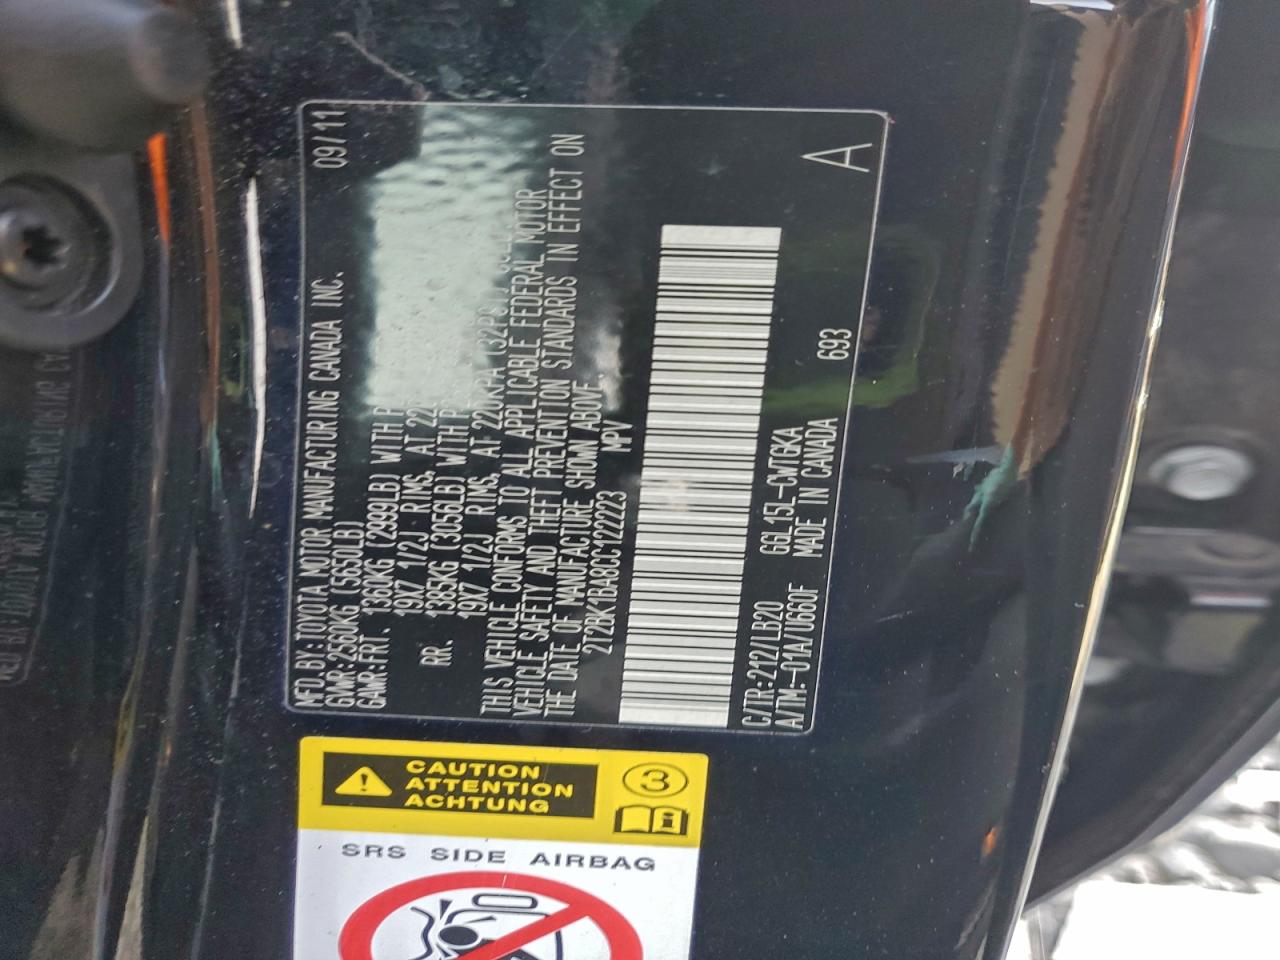 MFD. BY: TOYOTA MOTOR MANUFACTURING CANADA INC. 09/11
GVWR: 2560KG (5650LB)
GAWR: FRT. 1360KG (2999LB) WITH P
19X7 1/2J RIMS, AT 22
RR. 1385KG (3056LB) WITH P
19X7 1/2J RIMS, AT 220KPA (32PSI)
THIS VEHICLE CONFORMS TO ALL APPLICABLE FEDERAL MOTOR
VEHICLE SAFETY AND THEFT PREVENTION STANDARDS IN EFFECT ON
THE DATE OF MANUFACTURE SHOWN ABOVE.
2T2BK1BA8CC122223 MPV
C/TR: 212/LB20 GGL15L-CWTGKA 693 A
A/TM: -01A/U660F MADE IN CANADA
CAUTION
ATTENTION
ACHTUNG
3
SRS SIDE AIRBAG